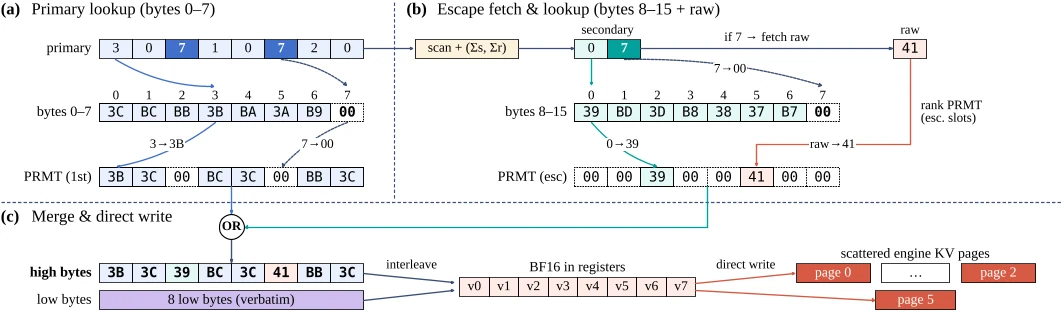 (a) Primary lookup (bytes 0–7)
primary 3 0 7 1 0 7 2 0
0 1 2 3 4 5 6 7
bytes 0–7 3C BC BB 3B BA 3A B9 00
3→3B 7→00
PRMT (1st) 3B 3C 00 BC 3C 00 BB 3C
(b) Escape fetch & lookup (bytes 8–15 + raw)
scan + (Σs, Σr)
secondary
0 7
if 7 → fetch raw
raw
41
7→00
0 1 2 3 4 5 6 7
bytes 8–15 39 BD 3D B8 38 37 B7 00
rank PRMT
(esc. slots)
0→39
raw→41
PRMT (esc) 00 00 39 00 00 41 00 00
(c) Merge & direct write
OR
high bytes 3B 3C 39 BC 3C 41 BB 3C
low bytes 8 low bytes (verbatim)
interleave
BF16 in registers
v0 v1 v2 v3 v4 v5 v6 v7
direct write
scattered engine KV pages
page 0 … page 2
page 5